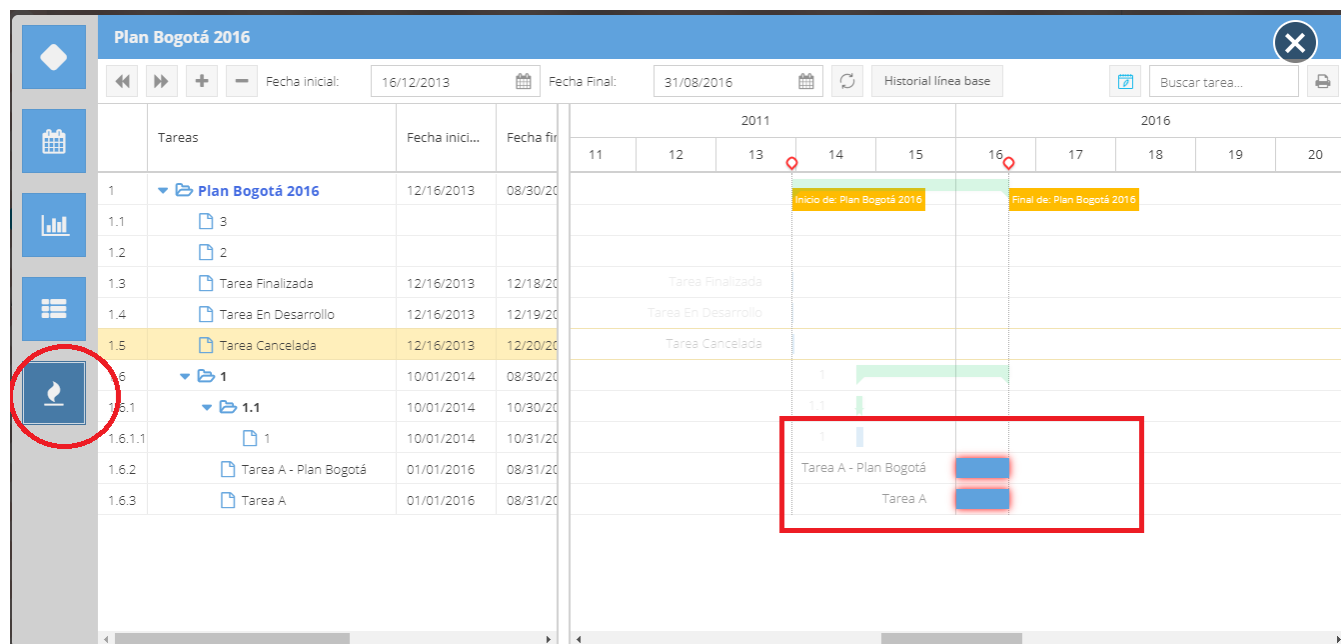 Plan Bogotá 2016
Fecha inicial: 16/12/2013 Fecha Final: 31/08/2016 Historial línea base Buscar tarea...
Tareas Fecha inici... Fecha fin
2011 2016
11 12 13 14 15 16 17 18 19 20
1 Plan Bogotá 2016 12/16/2013 08/30/20
Inicio de: Plan Bogotá 2016 Final de: Plan Bogotá 2016
1.1 3
1.2 2
1.3 Tarea Finalizada 12/16/2013 12/18/20 Tarea Finalizada
1.4 Tarea En Desarrollo 12/16/2013 12/19/20 Tarea En Desarrollo
1.5 Tarea Cancelada 12/16/2013 12/20/20 Tarea Cancelada
1.6 1 10/01/2014 08/30/20 1
1.6.1 1.1 10/01/2014 10/30/20 1.1
1.6.1.1 1 10/01/2014 10/31/20 1
1.6.2 Tarea A - Plan Bogotá 01/01/2016 08/31/20 Tarea A - Plan Bogotá
1.6.3 Tarea A 01/01/2016 08/31/20 Tarea A